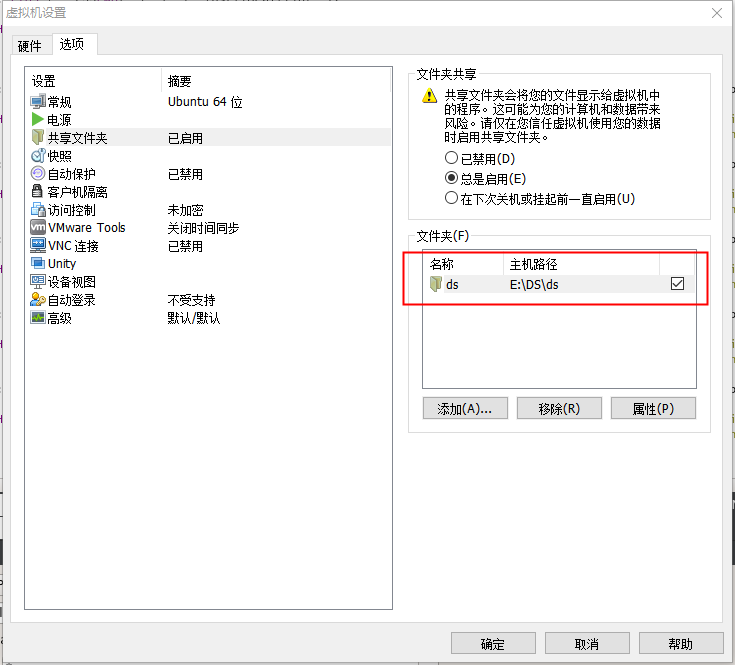 虚拟机设置
硬件 选项
设置 摘要
常规 Ubuntu 64 位
电源
共享文件夹 已启用
快照
自动保护 已禁用
客户机隔离
访问控制 未加密
VMware Tools 关闭时间同步
VNC 连接 已禁用
Unity
设备视图
自动登录 不受支持
高级 默认/默认
文件夹共享
共享文件夹会将您的文件显示给虚拟机中
的程序。这可能为您的计算机和数据带来
风险。请仅在您信任虚拟机使用您的数据
时启用共享文件夹。
已禁用(D)
总是启用(E)
在下次关机或挂起前一直启用(U)
文件夹(F)
名称 主机路径
ds E:\DS\ds
添加(A)... 移除(R) 属性(P)
确定 取消 帮助